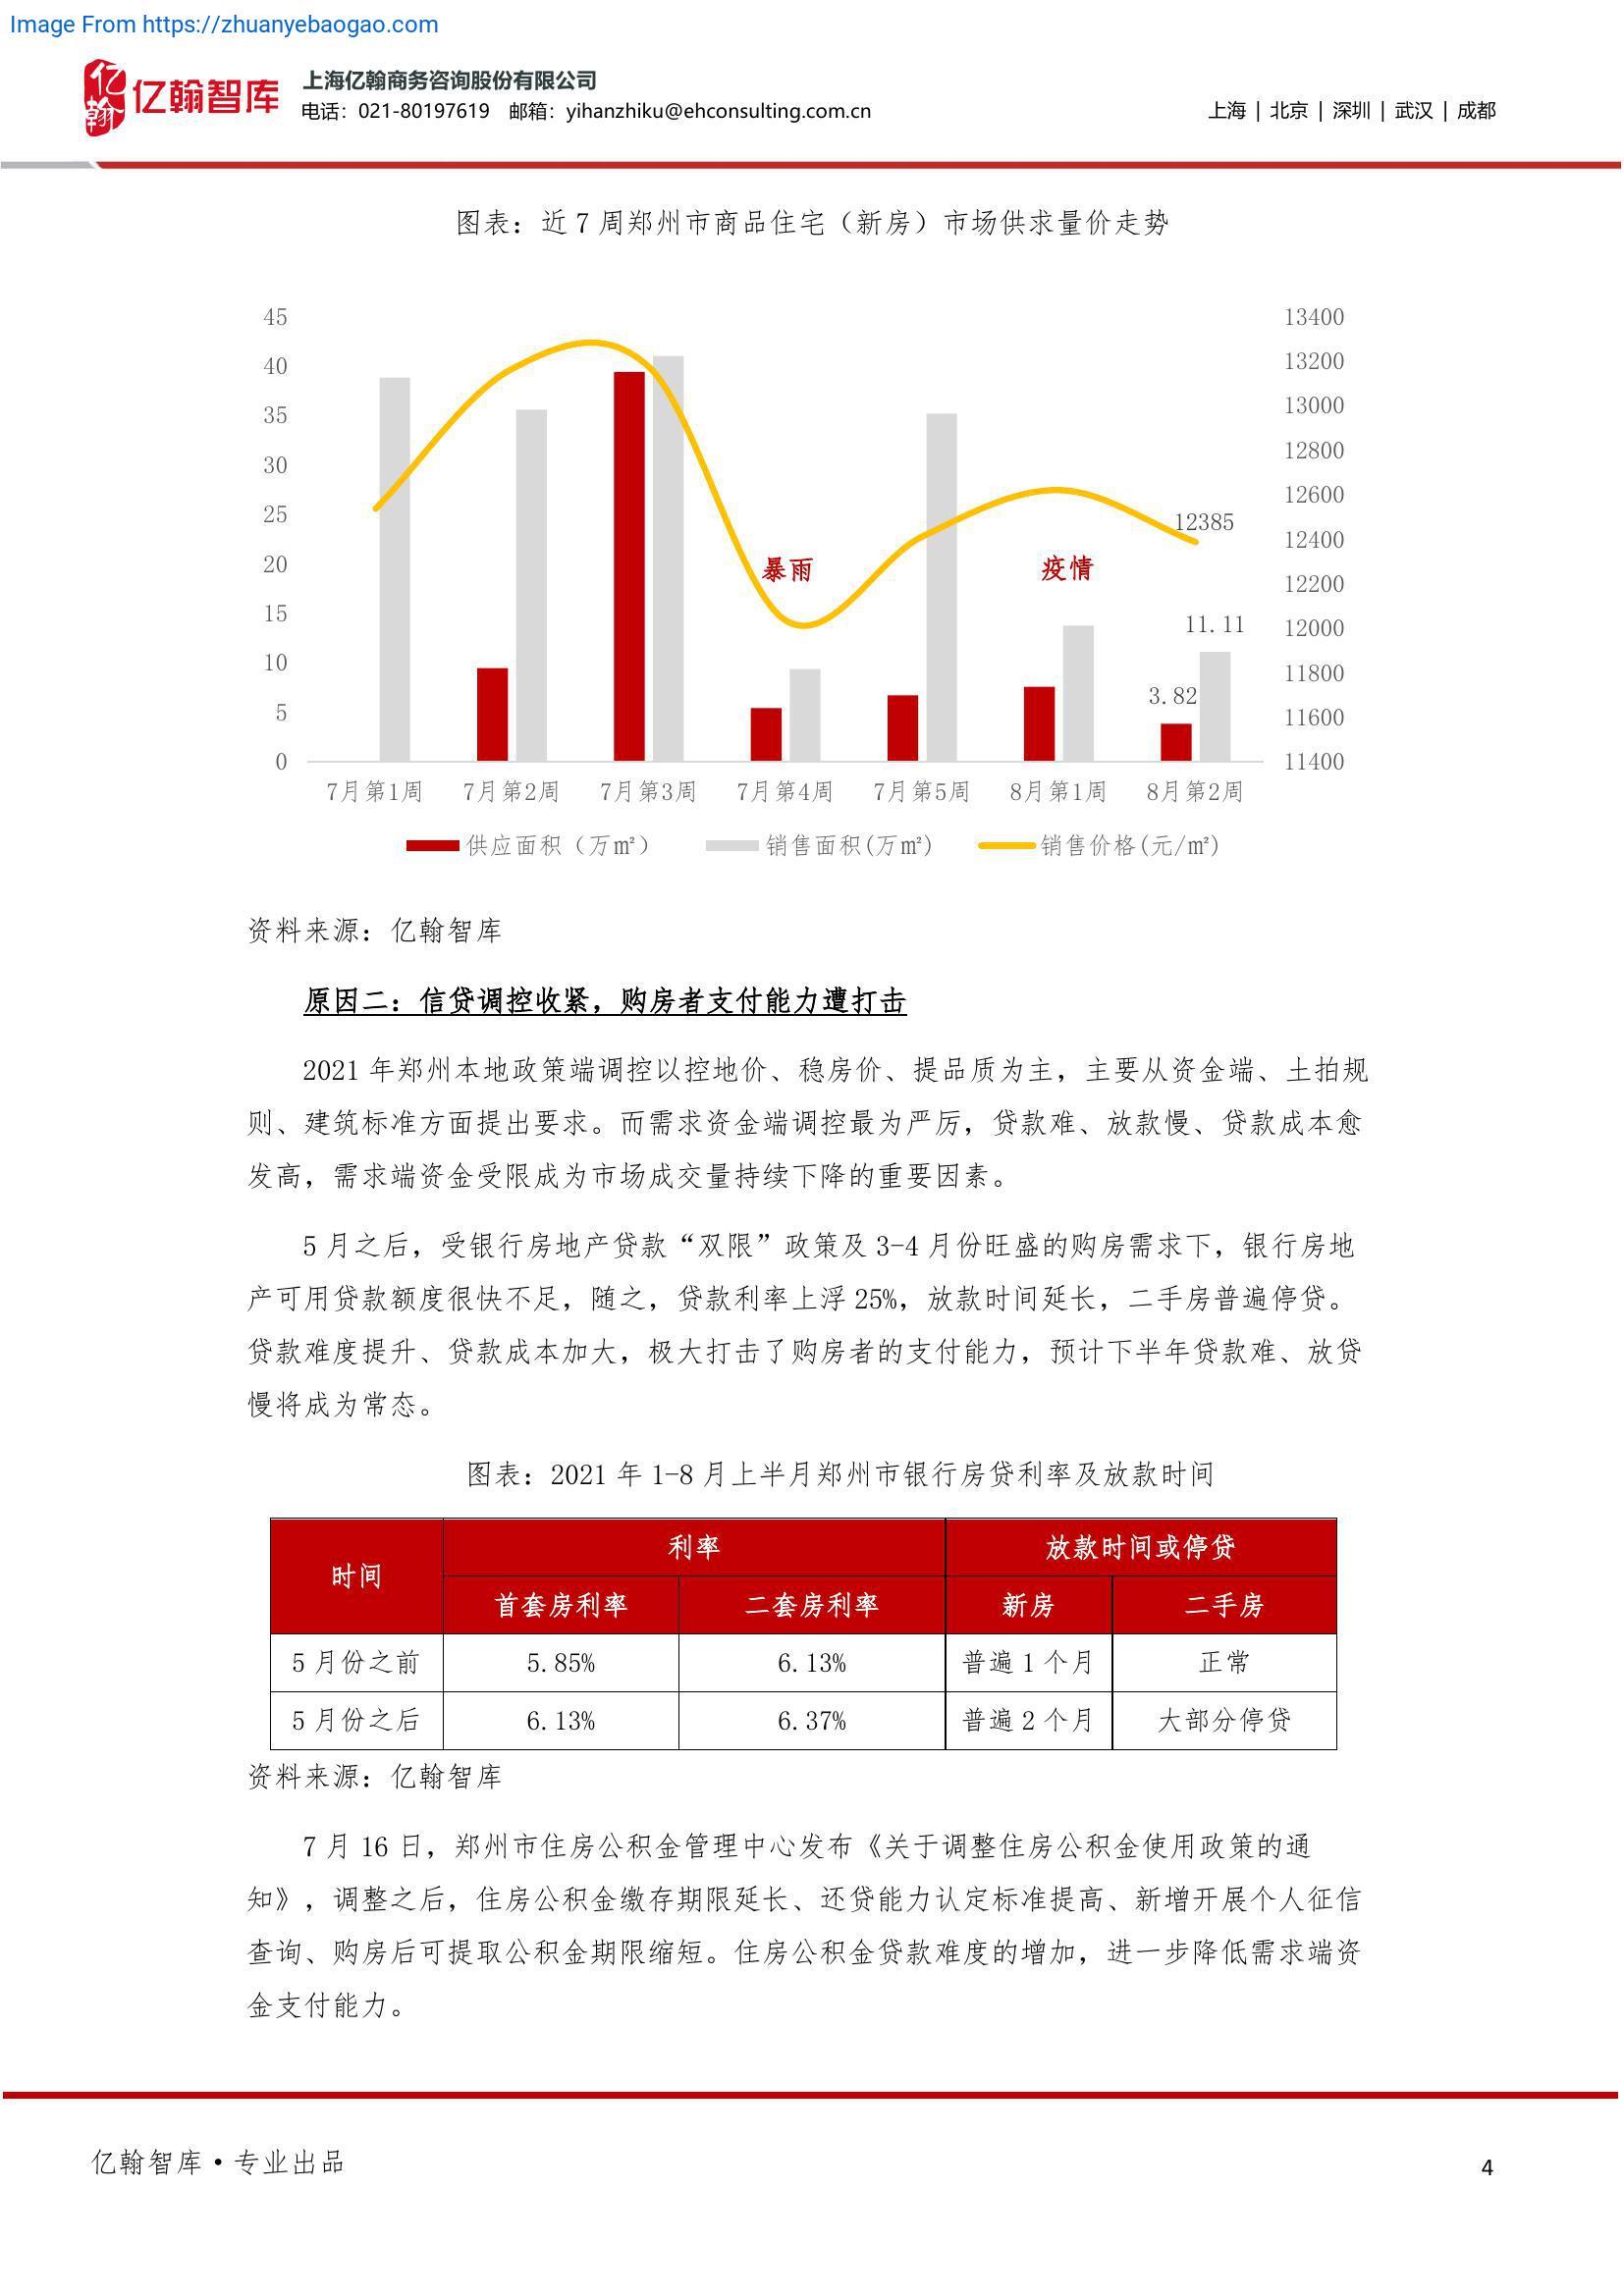 Image From https://zhuanyebaogao.com
亿翰
亿翰智库
上海亿翰商务咨询股份有限公司
电话：021-80197619 邮箱：yihanzhiku@ehconsulting.com.cn
上海 | 北京 | 深圳 | 武汉 | 成都
图表：近 7 周郑州市商品住宅（新房）市场供求量价走势
45
40
35
30
25
20
15
10
5
0
13400
13200
13000
12800
12600
12400
12200
12000
11800
11600
11400
暴雨
疫情
12385
11.11
3.82
7月第1周 7月第2周 7月第3周 7月第4周 7月第5周 8月第1周 8月第2周
供应面积（万㎡） 销售面积(万㎡) 销售价格(元/㎡)
资料来源：亿翰智库
原因二：信贷调控收紧，购房者支付能力遭打击
2021 年郑州本地政策端调控以控地价、稳房价、提品质为主，主要从资金端、土拍规
则、建筑标准方面提出要求。而需求资金端调控最为严厉，贷款难、放款慢、贷款成本愈
发高，需求端资金受限成为市场成交量持续下降的重要因素。
5 月之后，受银行房地产贷款“双限”政策及 3-4 月份旺盛的购房需求下，银行房地
产可用贷款额度很快不足，随之，贷款利率上浮 25%，放款时间延长，二手房普遍停贷。
贷款难度提升、贷款成本加大，极大打击了购房者的支付能力，预计下半年贷款难、放贷
慢将成为常态。
图表：2021 年 1-8 月上半月郑州市银行房贷利率及放款时间
时间 利率 放款时间或停贷
首套房利率 二套房利率 新房 二手房
5 月份之前 5.85% 6.13% 普遍 1 个月 正常
5 月份之后 6.13% 6.37% 普遍 2 个月 大部分停贷
资料来源：亿翰智库
7 月 16 日，郑州市住房公积金管理中心发布《关于调整住房公积金使用政策的通
知》，调整之后，住房公积金缴存期限延长、还贷能力认定标准提高、新增开展个人征信
查询、购房后可提取公积金期限缩短。住房公积金贷款难度的增加，进一步降低需求端资
金支付能力。
亿翰智库·专业出品
4